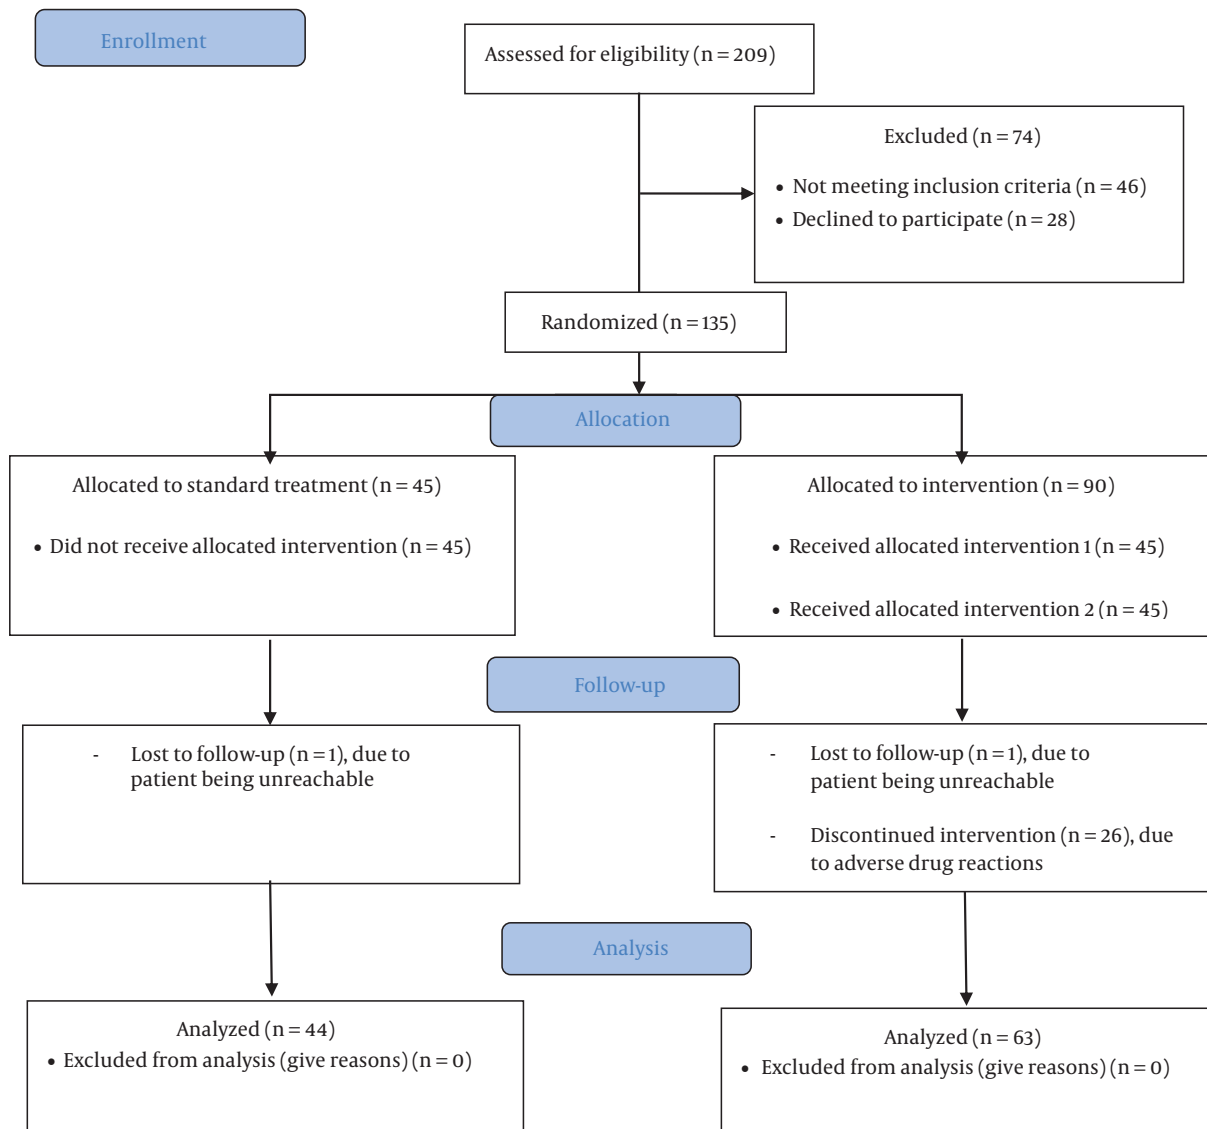 Enrollment
Assessed for eligibility (n = 209)
Excluded (n = 74)
• Not meeting inclusion criteria (n = 46)
• Declined to participate (n = 28)
Randomized (n = 135)
Allocation
Allocated to standard treatment (n = 45)
• Did not receive allocated intervention (n = 45)
Allocated to intervention (n = 90)
• Received allocated intervention 1 (n = 45)
• Received allocated intervention 2 (n = 45)
Follow-up
- Lost to follow-up (n = 1), due to
patient being unreachable
- Lost to follow-up (n = 1), due to
patient being unreachable
- Discontinued intervention (n = 26), due
to adverse drug reactions
Analysis
Analyzed (n = 44)
• Excluded from analysis (give reasons) (n = 0)
Analyzed (n = 63)
• Excluded from analysis (give reasons) (n = 0)